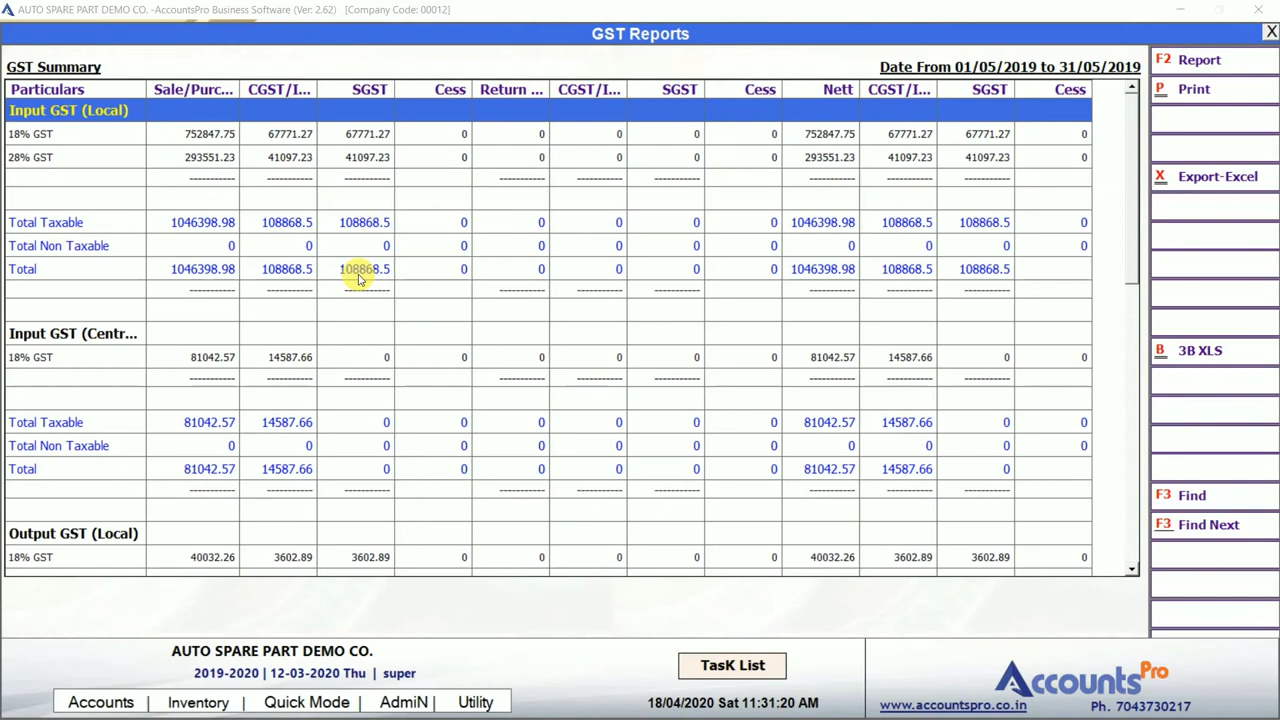 AUTO SPARE PART DEMO CO. -AccountsPro Business Software (Ver: 2.62)    [Company Code: 00012]
GST Reports X
GST Summary Date From 01/05/2019 to 31/05/2019
Particulars Sale/Purc... CGST/I... SGST Cess Return ... CGST/I... SGST Cess Nett CGST/I... SGST Cess
Input GST (Local)
18% GST 752847.75 67771.27 67771.27 0 0 0 0 0 752847.75 67771.27 67771.27 0
28% GST 293551.23 41097.23 41097.23 0 0 0 0 0 293551.23 41097.23 41097.23 0
----------- ----------- ----------- ----------- ----------- ----------- ----------- ----------- -----------
Total Taxable 1046398.98 108868.5 108868.5 0 0 0 0 0 1046398.98 108868.5 108868.5 0
Total Non Taxable 0 0 0 0 0 0 0 0 0 0 0 0
Total 1046398.98 108868.5 108868.5 0 0 0 0 0 1046398.98 108868.5 108868.5 0
----------- ----------- ----------- ----------- ----------- ----------- ----------- ----------- -----------
Input GST (Centr...
18% GST 81042.57 14587.66 0 0 0 0 0 0 81042.57 14587.66 0 0
----------- ----------- ----------- ----------- ----------- ----------- ----------- ----------- -----------
Total Taxable 81042.57 14587.66 0 0 0 0 0 0 81042.57 14587.66 0 0
Total Non Taxable 0 0 0 0 0 0 0 0 0 0 0 0
Total 81042.57 14587.66 0 0 0 0 0 0 81042.57 14587.66 0 0
----------- ----------- ----------- ----------- ----------- ----------- ----------- ----------- -----------
Output GST (Local)
18% GST 40032.26 3602.89 3602.89 0 0 0 0 0 40032.26 3602.89 3602.89 0
F2 Report
P Print
X Export-Excel
B 3B XLS
F3 Find
F3 Find Next
AUTO SPARE PART DEMO CO.
2019-2020 | 12-03-2020 Thu | super
Accounts | Inventory | Quick Mode | AdmiN | Utility
TasK List
18/04/2020 Sat 11:31:20 AM
AccountsPro
www.accountspro.co.in Ph. 7043730217